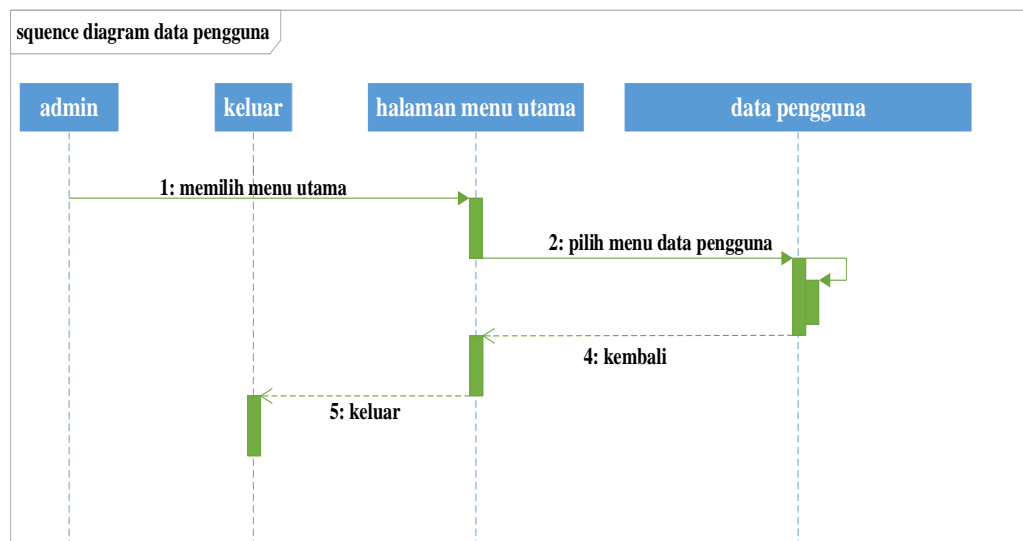 squence diagram data pengguna
admin
keluar
halaman menu utama
data pengguna
1: memilih menu utama
2: pilih menu data pengguna
4: kembali
5: keluar